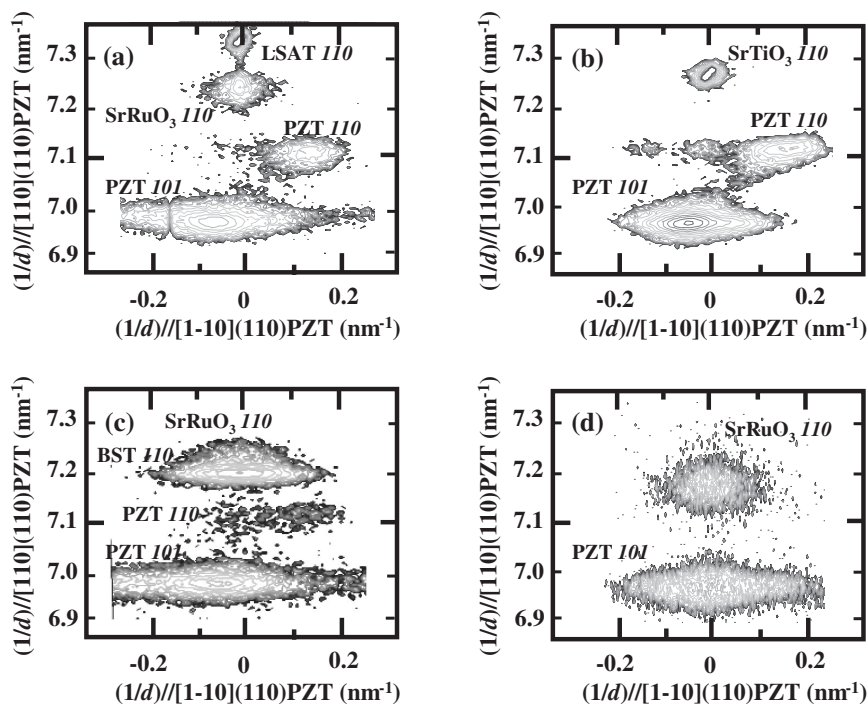 (a)
LSAT 110
SrRuO3 110
PZT 110
PZT 101
7.3
7.2
7.1
7.0
6.9
-0.2
0
0.2
(1/d)//[110](110)PZT (nm⁻¹)
(1/d)//[1-10](110)PZT (nm⁻¹)
(b)
SrTiO3 110
PZT 110
PZT 101
7.3
7.2
7.1
7.0
6.9
-0.2
0
0.2
(1/d)//[110](110)PZT (nm⁻¹)
(1/d)//[1-10](110)PZT (nm⁻¹)
(c)
SrRuO3 110
BST 110
PZT 110
PZT 101
7.3
7.2
7.1
7.0
6.9
-0.2
0
0.2
(1/d)//[110](110)PZT (nm⁻¹)
(1/d)//[1-10](110)PZT (nm⁻¹)
(d)
SrRuO3 110
PZT 101
7.3
7.2
7.1
7.0
6.9
-0.2
0
0.2
(1/d)//[110](110)PZT (nm⁻¹)
(1/d)//[1-10](110)PZT (nm⁻¹)